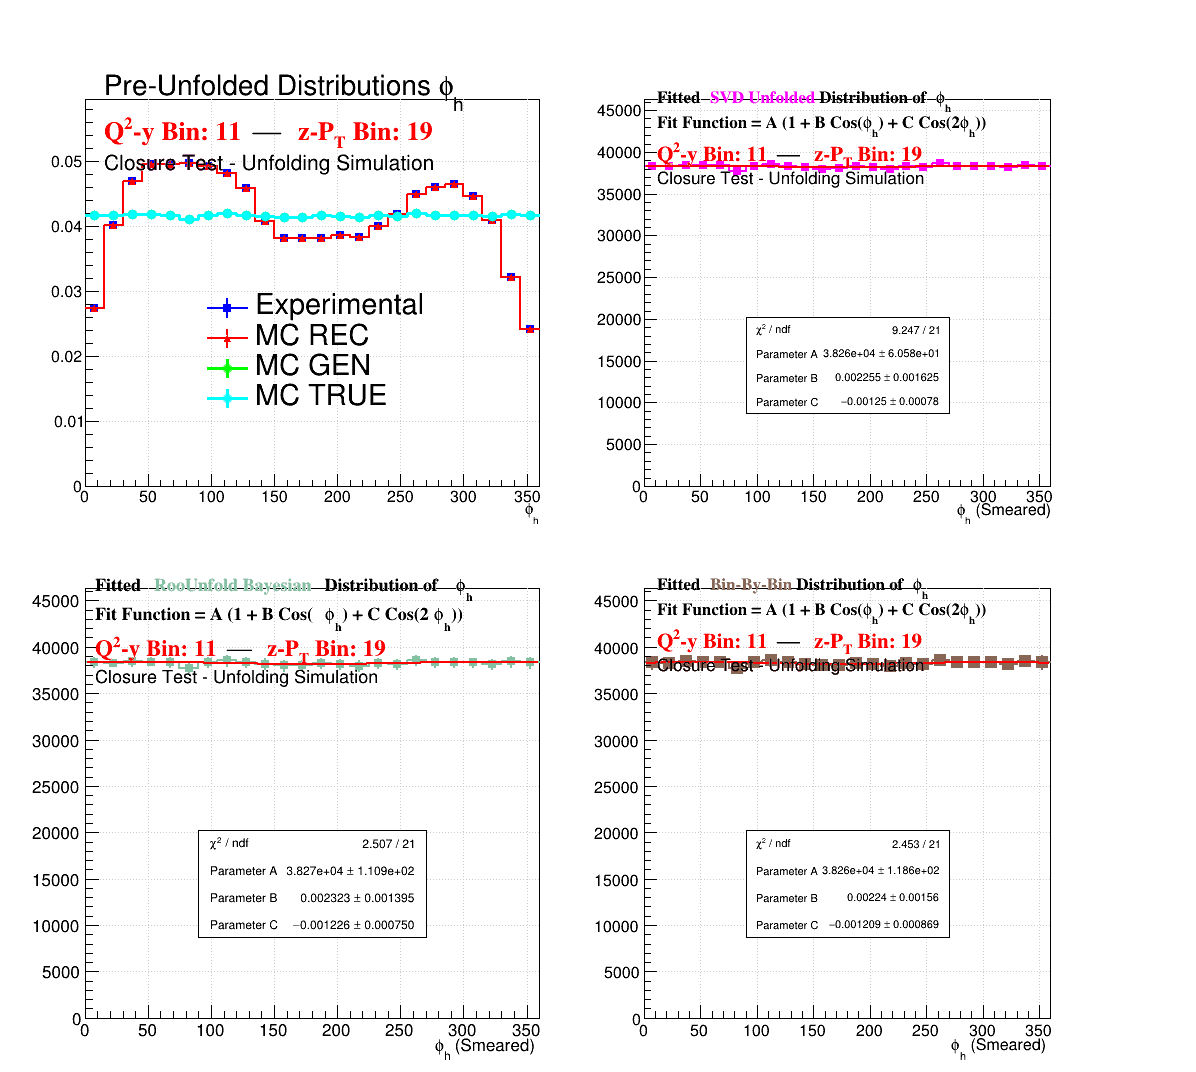 Pre-Unfolded Distributions ϕh
Q²-y Bin: 11 — z-PT Bin: 19
Closure Test - Unfolding Simulation
0.05
0.04
0.03
0.02
0.01
0
Experimental
MC REC
MC GEN
MC TRUE
0 50 100 150 200 250 300 350
ϕh
Fitted SVD Unfolded Distribution of ϕh
Fit Function = A (1 + B Cos(ϕh) + C Cos(2ϕh))
Q²-y Bin: 11 — z-PT Bin: 19
Closure Test - Unfolding Simulation
45000
40000
35000
30000
25000
20000
15000
10000
5000
0
χ² / ndf 9.247 / 21
Parameter A 3.826e+04 ± 6.058e+01
Parameter B 0.002255 ± 0.001625
Parameter C −0.00125 ± 0.00078
0 50 100 150 200 250 300 350
ϕh (Smeared)
Fitted RooUnfold Bayesian Distribution of ϕh
Fit Function = A (1 + B Cos( ϕh) + C Cos(2 ϕh))
Q²-y Bin: 11 — z-PT Bin: 19
Closure Test - Unfolding Simulation
45000
40000
35000
30000
25000
20000
15000
10000
5000
0
χ² / ndf 2.507 / 21
Parameter A 3.827e+04 ± 1.109e+02
Parameter B 0.002323 ± 0.001395
Parameter C −0.001226 ± 0.000750
0 50 100 150 200 250 300 350
ϕh (Smeared)
Fitted Bin-By-Bin Distribution of ϕh
Fit Function = A (1 + B Cos(ϕh) + C Cos(2ϕh))
Q²-y Bin: 11 — z-PT Bin: 19
Closure Test - Unfolding Simulation
45000
40000
35000
30000
25000
20000
15000
10000
5000
0
χ² / ndf 2.453 / 21
Parameter A 3.826e+04 ± 1.186e+02
Parameter B 0.00224 ± 0.00156
Parameter C −0.001209 ± 0.000869
0 50 100 150 200 250 300 350
ϕh (Smeared)